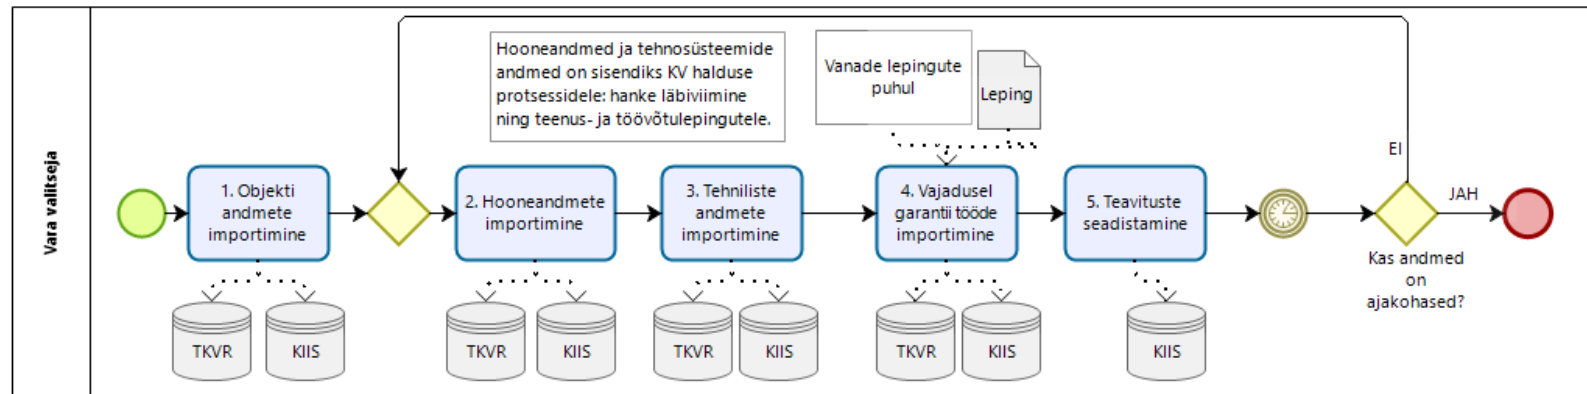 Vara valitseja
Hooneandmed ja tehnosüsteemide
andmed on sisendiks KV halduse
protsessidele: hanke läbiviimine
ning teenus- ja töövõtulepingutele.
Vanade lepingute
puhul
Leping
1. Objekti
andmete
importimine
2. Hooneandmete
importimine
3. Tehniliste
andmete
importimine
4. Vajadusel
garantii tööde
importimine
5. Teavituste
seadistamine
EI
JAH
Kas andmed
on
ajakohased?
TKVR
KIIS
TKVR
KIIS
TKVR
KIIS
TKVR
KIIS
KIIS